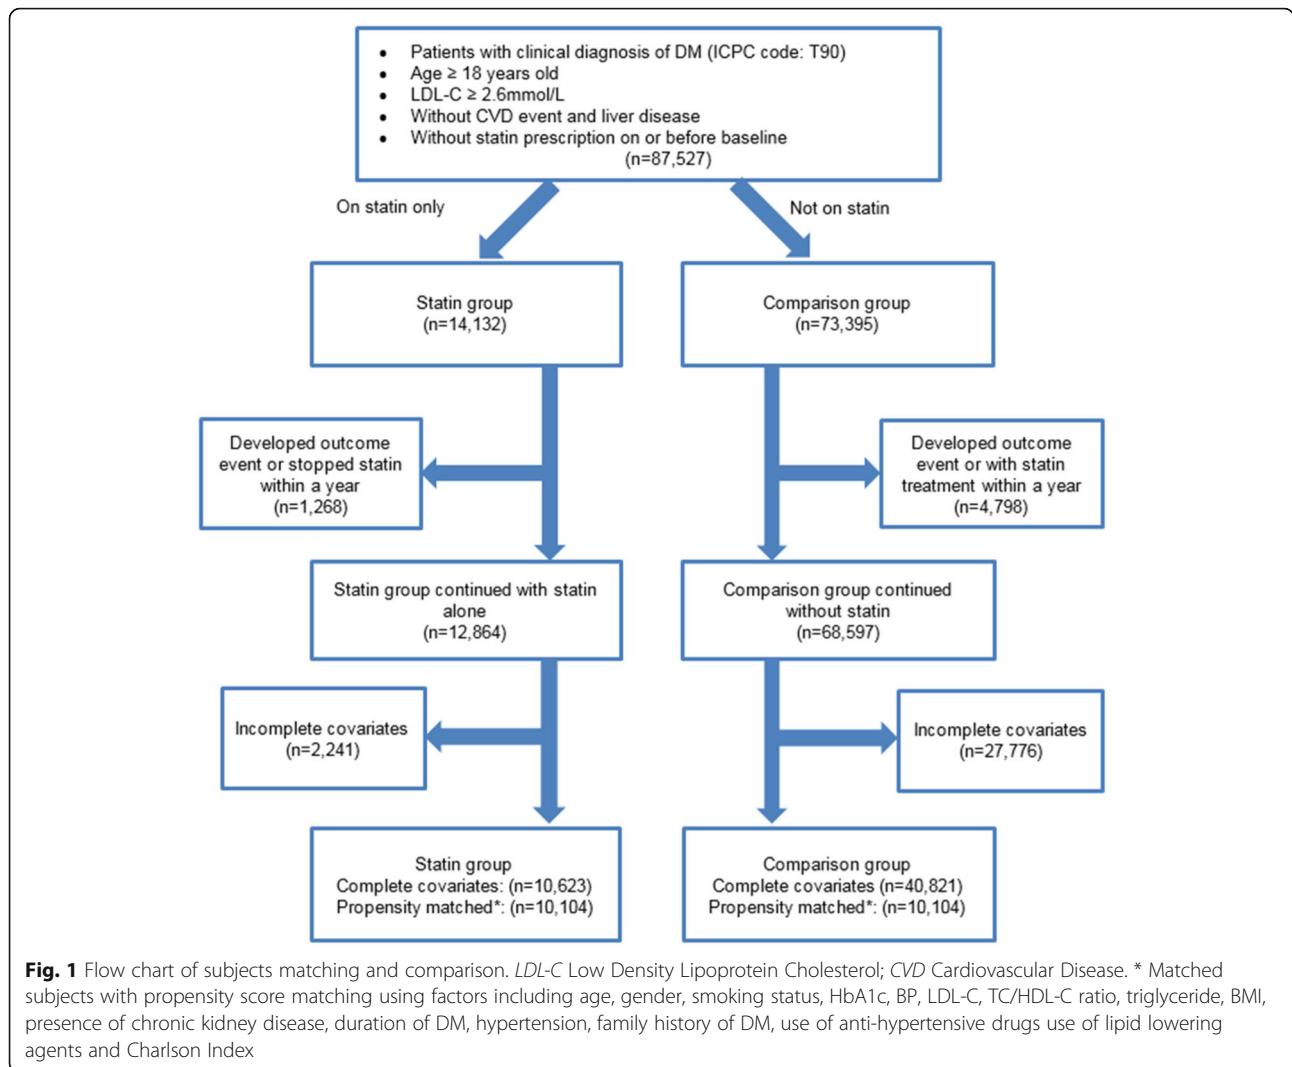 • Patients with clinical diagnosis of DM (ICPC code: T90)
• Age ≥ 18 years old
• LDL-C ≥ 2.6mmol/L
• Without CVD event and liver disease
• Without statin prescription on or before baseline
(n=87,527)
On statin only
Not on statin
Statin group
(n=14,132)
Comparison group
(n=73,395)
Developed outcome
event or stopped statin
within a year
(n=1,268)
Developed outcome
event or with statin
treatment within a year
(n=4,798)
Statin group continued with statin
alone
(n=12,864)
Comparison group continued
without statin
(n=68,597)
Incomplete covariates
(n=2,241)
Incomplete covariates
(n=27,776)
Statin group
Complete covariates: (n=10,623)
Propensity matched*: (n=10,104)
Comparison group
Complete covariates (n=40,821)
Propensity matched*: (n=10,104)
Fig. 1 Flow chart of subjects matching and comparison. LDL-C Low Density Lipoprotein Cholesterol; CVD Cardiovascular Disease. * Matched
subjects with propensity score matching using factors including age, gender, smoking status, HbA1c, BP, LDL-C, TC/HDL-C ratio, triglyceride, BMI,
presence of chronic kidney disease, duration of DM, hypertension, family history of DM, use of anti-hypertensive drugs use of lipid lowering
agents and Charlson Index